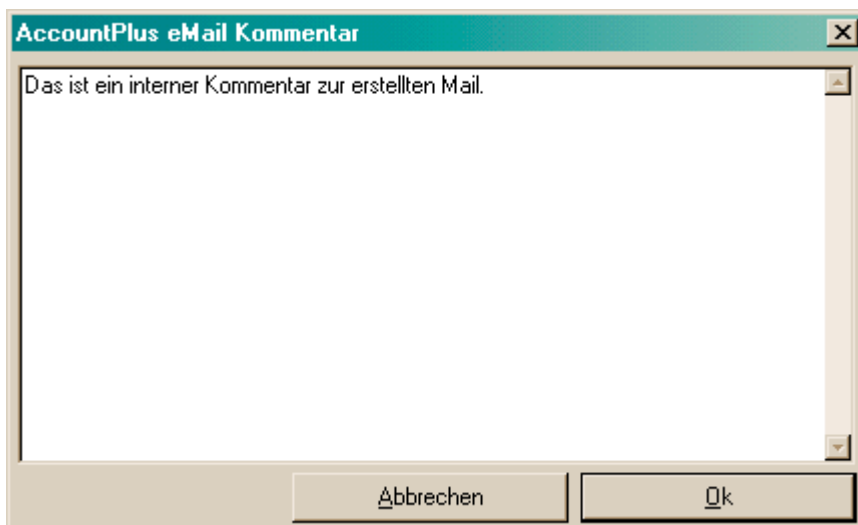 AccountPlus eMail Kommentar
Das ist ein interner Kommentar zur erstellten Mail.
Abbrechen
Ok